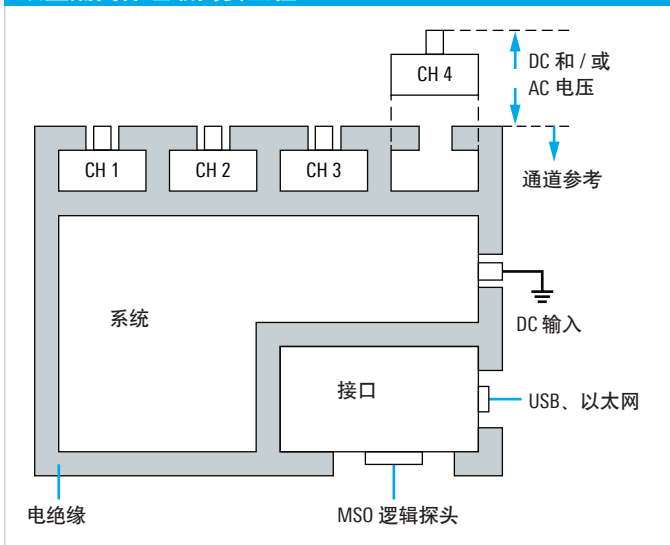 CH 4
DC 和 / 或
AC 电压
CH 1
CH 2
CH 3
通道参考
系统
DC 输入
接口
USB、以太网
电绝缘
MSO 逻辑探头